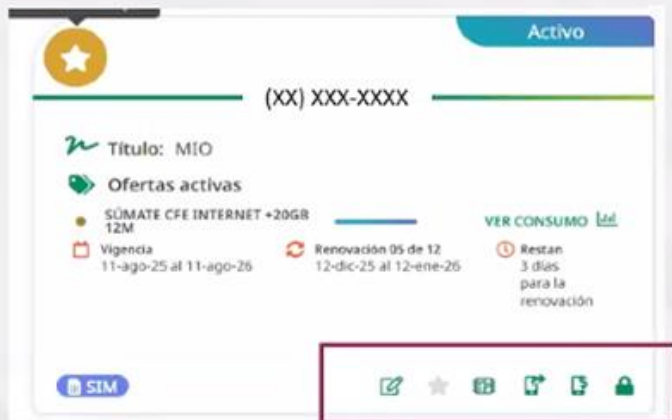 Activo
(XX) XXX-XXXX
Título: MIO
Ofertas activas
SÚMATE CFE INTERNET +20GB
12M
VER CONSUMO
Vigencia
11-ago-25 al 11-ago-26
Renovación 05 de 12
12-dic-25 al 12-ene-26
Restan
3 días
para la
renovación
SIM